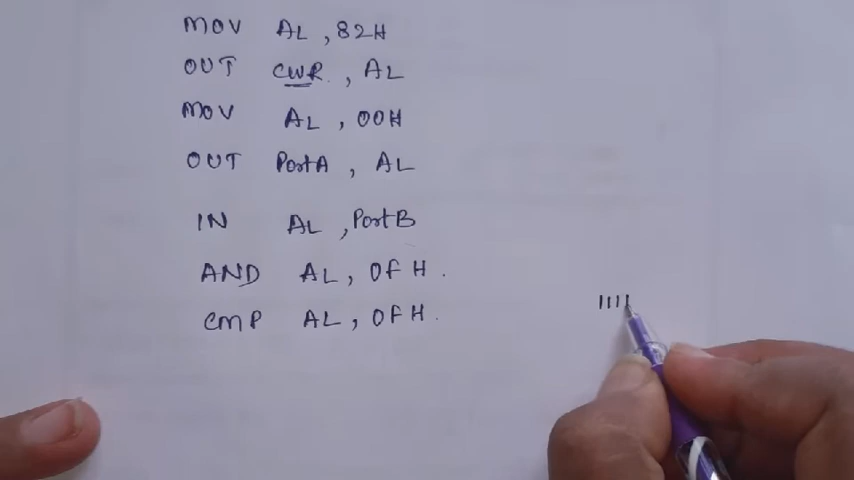 MOV AL, 82H
OUT CWR, AL
MOV AL, 00H
OUT PortA, AL
IN AL, PortB
AND AL, 0FH.
CMP AL, 0FH.
1111